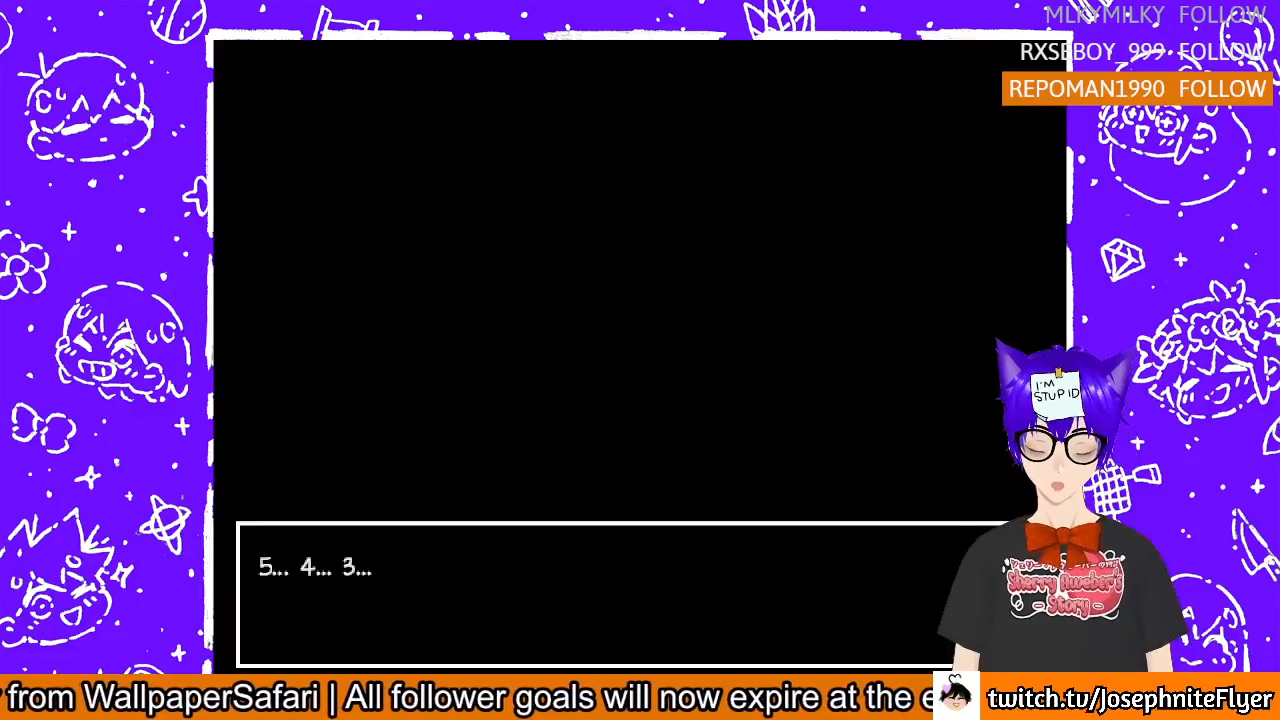 MLKYMILKY FOLLOW
RXSEBOY_999 FOLLOW
REPOMAN1990 FOLLOW
I'M
STUPID
5... 4... 3...
Sherry Aweber's
- Story -
from WallpaperSafari | All follower goals will now expire at the e
twitch.tv/JosephniteFlyer